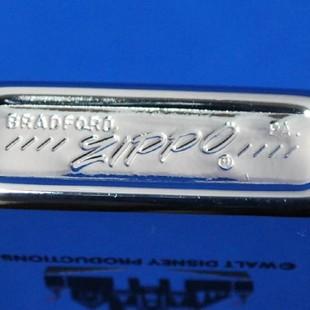 BRADFORD. PA.
//// Zippo ® ////
©WALT DISNEY PRODUCTIONS